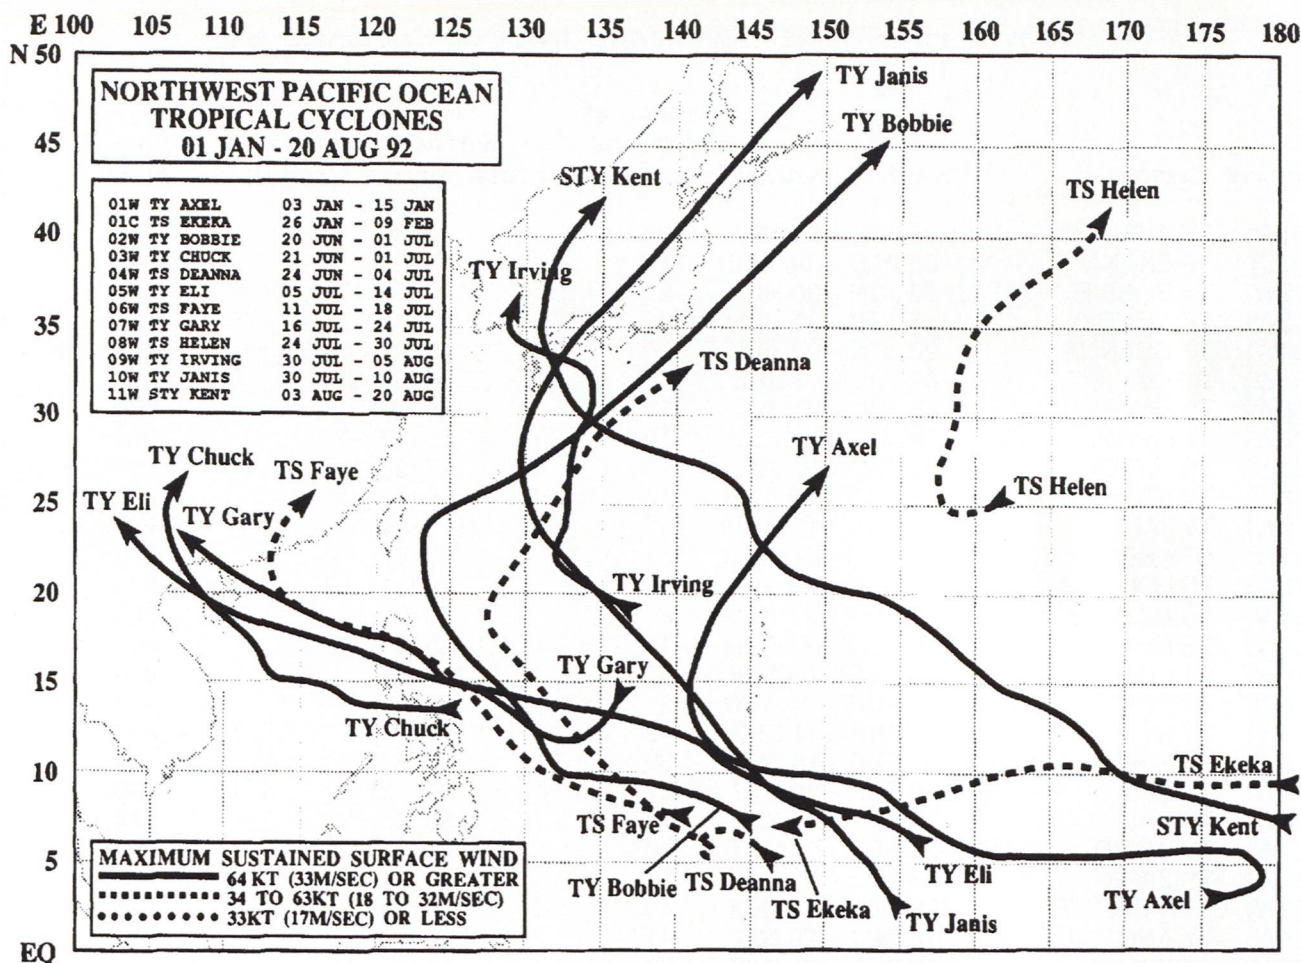 E 100 105 110 115 120 125 130 135 140 145 150 155 160 165 170 175 180
N 50
45
40
35
30
25
20
15
10
5
EQ
NORTHWEST PACIFIC OCEAN
TROPICAL CYCLONES
01 JAN - 20 AUG 92
01W TY AXEL 03 JAN - 15 JAN
01C TS EKEKA 26 JAN - 09 FEB
02W TY BOBBIE 20 JUN - 01 JUL
03W TY CHUCK 21 JUN - 01 JUL
04W TS DEANNA 24 JUN - 04 JUL
05W TY ELI 05 JUL - 14 JUL
06W TS FAYE 11 JUL - 18 JUL
07W TY GARY 16 JUL - 24 JUL
08W TS HELEN 24 JUL - 30 JUL
09W TY IRVING 30 JUL - 05 AUG
10W TY JANIS 30 JUL - 10 AUG
11W STY KENT 03 AUG - 20 AUG
TY Janis
TY Bobbie
STY Kent
TS Helen
TY Irving
TS Deanna
TY Chuck
TS Faye
TY Axel
TY Eli
TY Gary
TS Helen
TY Irving
TY Gary
TY Chuck
TS Ekeka
TS Faye
STY Kent
TY Bobbie
TS Deanna
TY Eli
TS Ekeka
TY Axel
TY Janis
MAXIMUM SUSTAINED SURFACE WIND
64 KT (33M/SEC) OR GREATER
34 TO 63KT (18 TO 32M/SEC)
33KT (17M/SEC) OR LESS